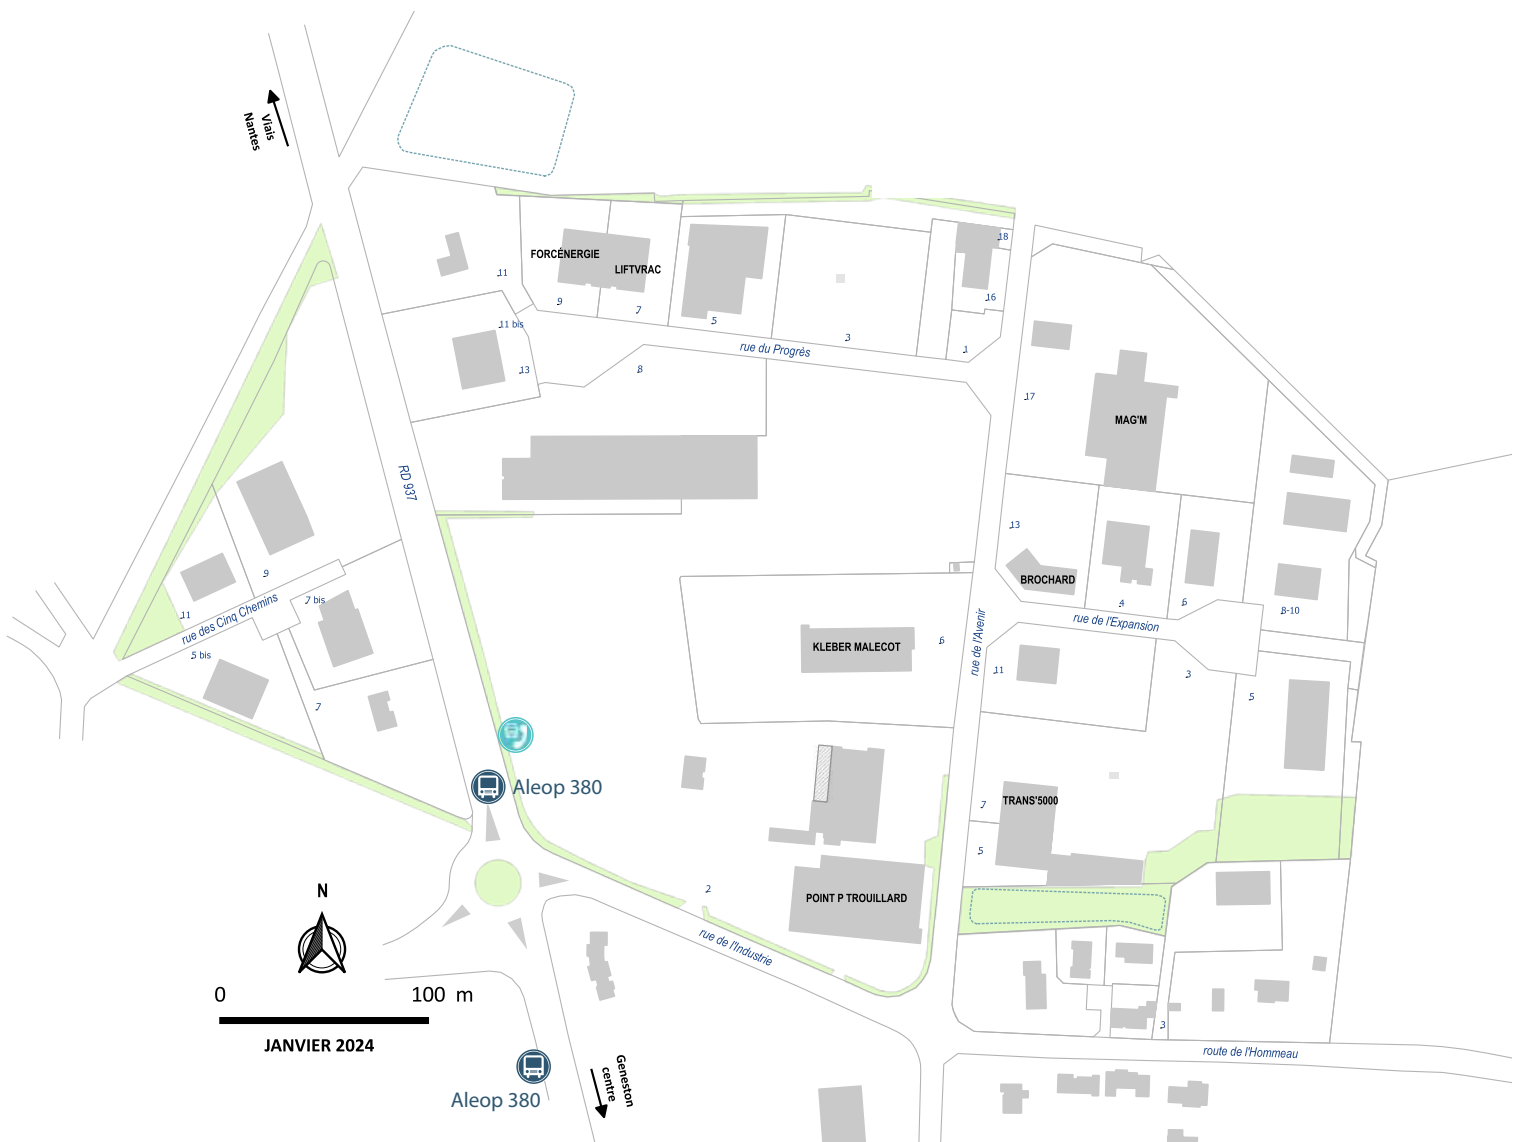 Viais
Nantes
18
FORCÉNERGIE
LIFTVRAC
11
9
7
16
11 bis
5
3
1
rue du Progrès
13
8
17
MAG'M
RD 937
13
BROCHARD
9
7 bis
11
rue des Cinq Chemins
4
6
8-10
rue de l'Expansion
6
KLEBER MALECOT
rue de l'Avenir
5 bis
11
3
5
7
Aleop 380
TRANS'5000
7
5
2
POINT P TROUILLARD
rue de l'Industrie
N
0 100 m
JANVIER 2024
3
route de l'Hommeau
Geneston
centre
Aleop 380